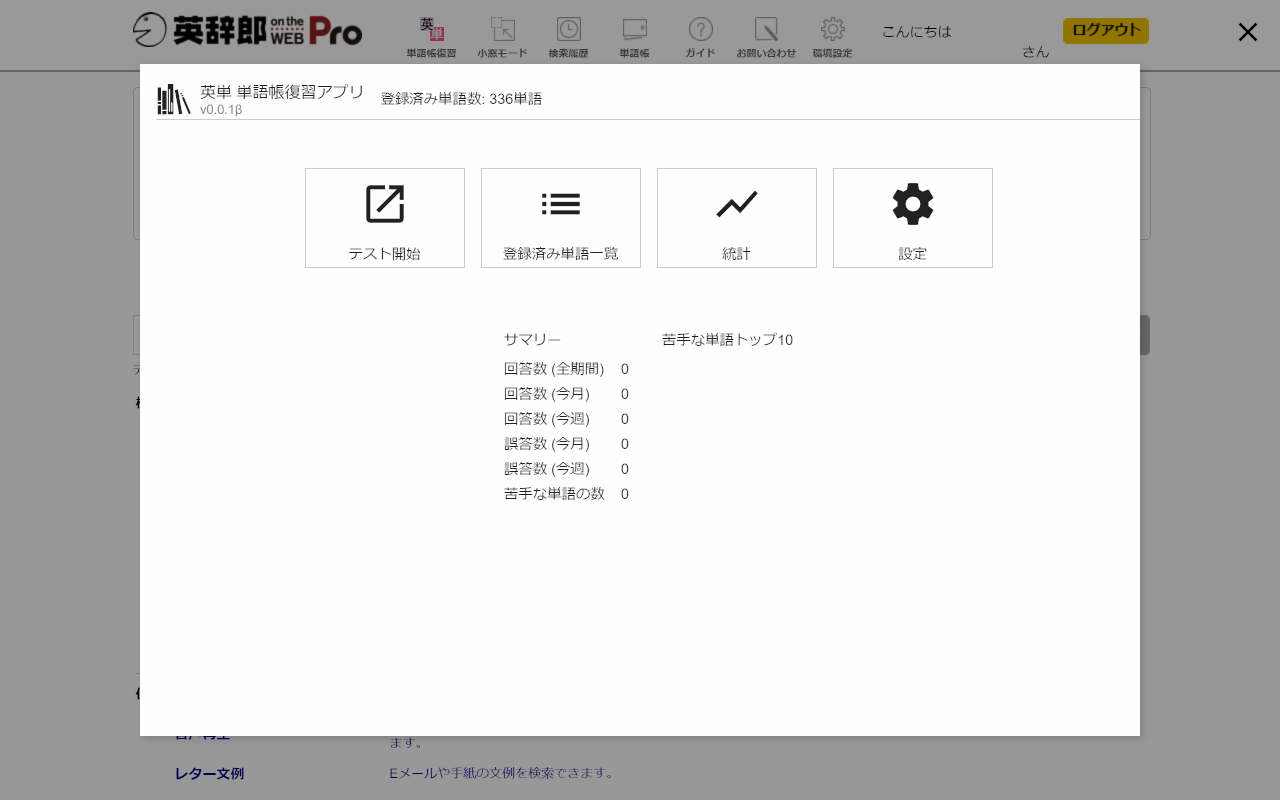 英辞郎 on the WEB Pro
英
単
単語帳復習
小窓モード
検索履歴
単語帳
ガイド
お問い合わせ
環境設定
こんにちは
さん
ログアウト
英単 単語帳復習アプリ
v0.0.1β
登録済み単語数: 336単語
テスト開始
登録済み単語一覧
統計
設定
サマリー
回答数 (全期間) 0
回答数 (今月) 0
回答数 (今週) 0
誤答数 (今月) 0
誤答数 (今週) 0
苦手な単語の数 0
苦手な単語トップ10
ます。
レター文例
Eメールや手紙の文例を検索できます。